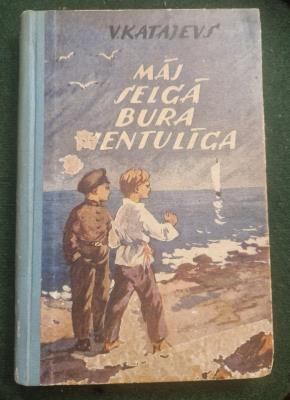 V. KATAJEVS
MĀJ
SELGĀ
BURA
VIENTULĪGA